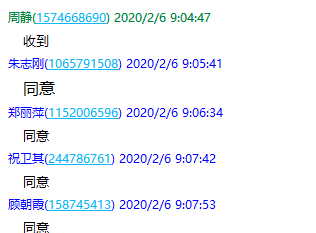 周静(1574668690) 2020/2/6 9:04:47
收到
朱志刚(1065791508) 2020/2/6 9:05:41
同意
郑丽萍(1152006596) 2020/2/6 9:06:34
同意
祝卫其(244786761) 2020/2/6 9:07:42
同意
顾朝霞(158745413) 2020/2/6 9:07:53
同意